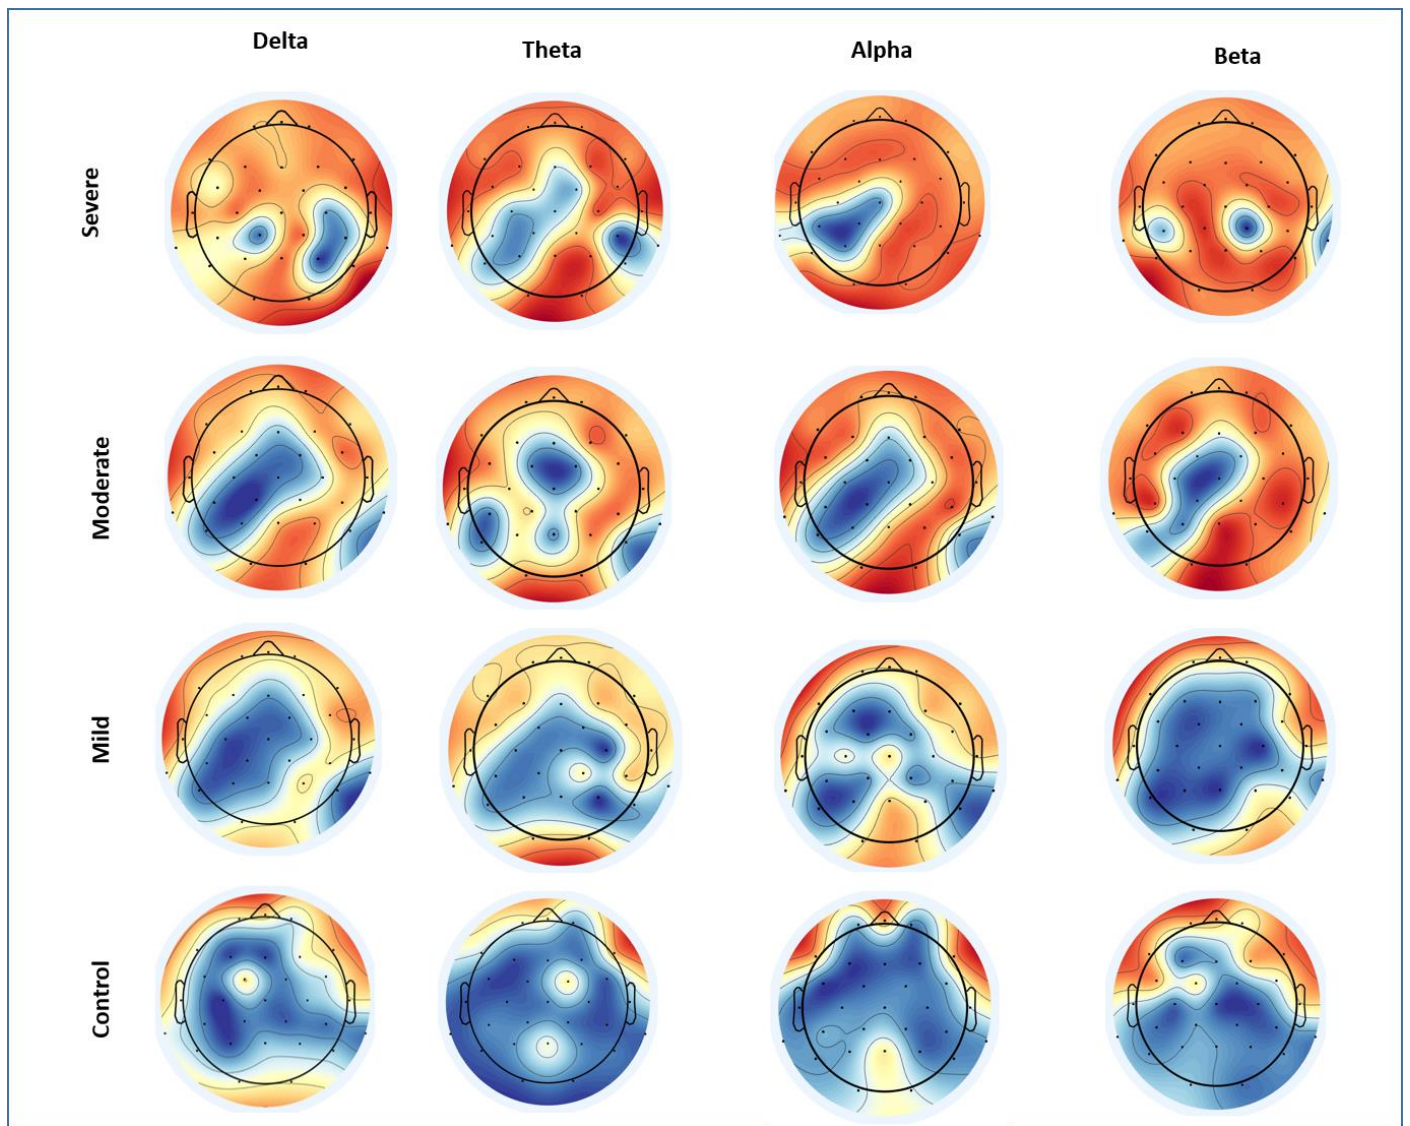 Delta Theta Alpha Beta
Severe
Moderate
Mild
Control